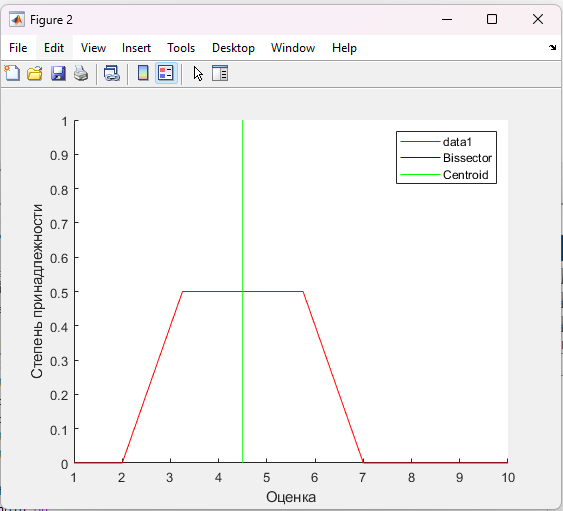 Figure 2
File Edit View Insert Tools Desktop Window Help
1
0.9
0.8
0.7
0.6
0.5
0.4
0.3
0.2
0.1
0
Степень принадлежности
data1
Bissector
Centroid
1 2 3 4 5 6 7 8 9 10
Оценка